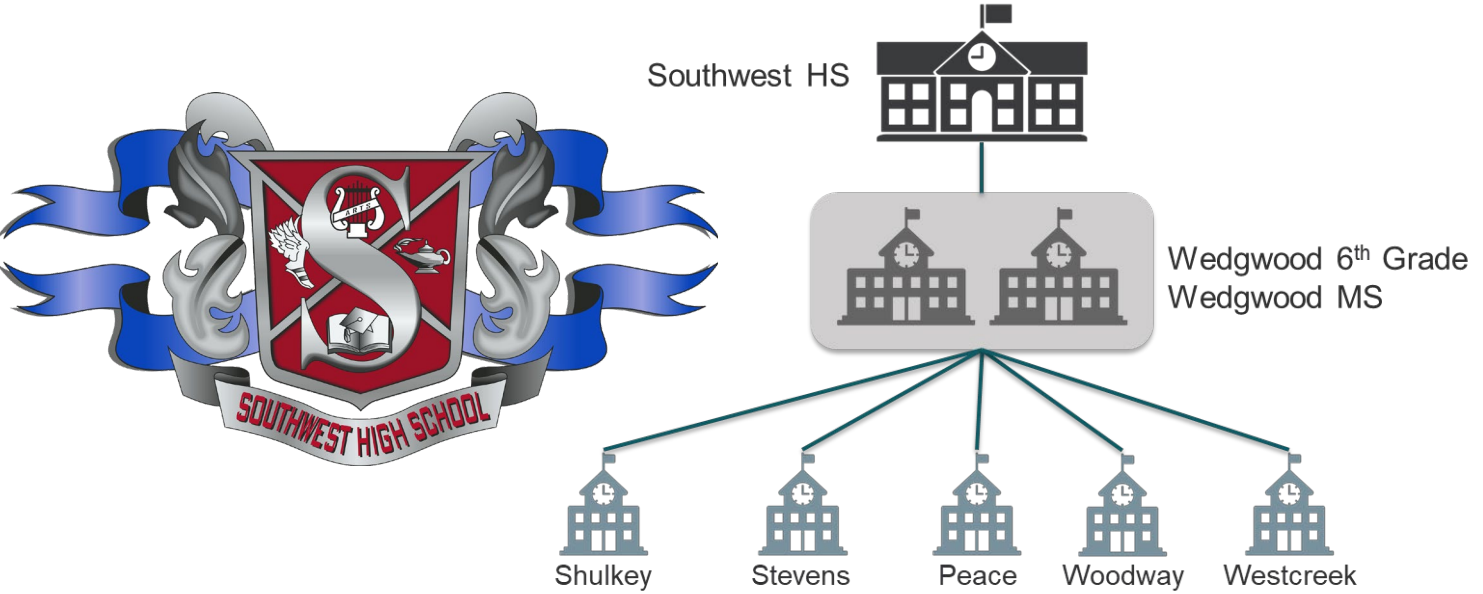 Southwest HS
ARTS
SOUTHWEST HIGH SCHOOL
Wedgwood 6th Grade
Wedgwood MS
Shulkey Stevens Peace Woodway Westcreek